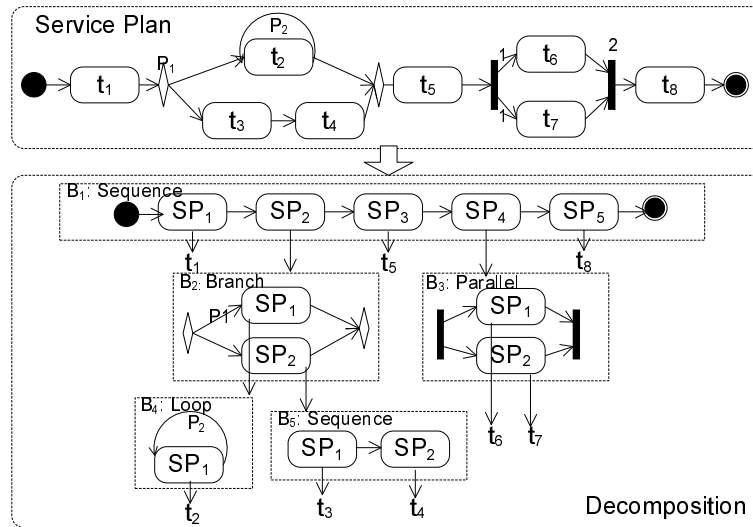 Service Plan
P₂
t₂
P₁
t₁
t₃
t₄
t₅
1
1
t₆
t₇
2
t₈
B₁: Sequence
SP₁
SP₂
SP₃
SP₄
SP₅
t₁
t₅
t₈
B₂: Branch
P1
SP₁
SP₂
B₃: Parallel
SP₁
SP₂
t₆
t₇
B₄: Loop
P₂
SP₁
t₂
B₅: Sequence
SP₁
SP₂
t₃
t₄
Decomposition